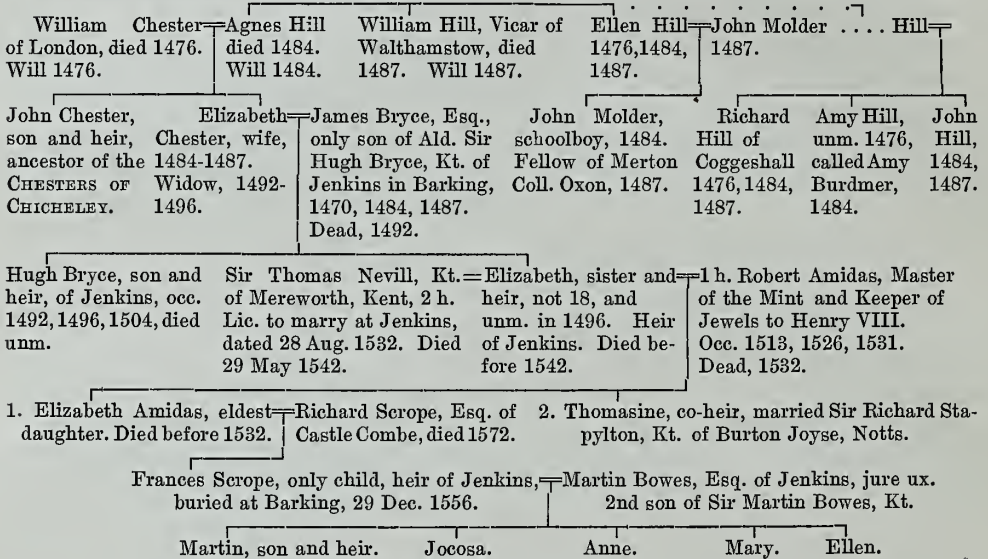 William Chester=Agnes Hill William Hill, Vicar of Ellen Hill=John Molder .... Hill=
of London, died 1476. died 1484. Walthamstow, died 1476,1484, 1487.
Will 1476. Will 1484. 1487. Will 1487. 1487.
John Chester, Elizabeth=James Bryce, Esq., John Molder, Richard Amy Hill, John
son and heir, Chester, wife, only son of Ald. Sir schoolboy, 1484. Hill of unm. 1476, Hill,
ancestor of the 1484-1487. Hugh Bryce, Kt. of Fellow of Merton Coggeshall called Amy 1484,
CHESTERS OF Widow, 1492- Jenkins in Barking, Coll. Oxon, 1487. 1476, 1484, Burdmer, 1487.
CHICHELEY. 1496. 1470, 1484, 1487. 1487. 1484.
Dead, 1492.
Hugh Bryce, son and Sir Thomas Nevill, Kt.=Elizabeth, sister and=1 h. Robert Amidas, Master
heir, of Jenkins, occ. of Mereworth, Kent, 2 h. heir, not 18, and of the Mint and Keeper of
1492, 1496, 1504, died Lic. to marry at Jenkins, unm. in 1496. Heir Jewels to Henry VIII.
unm. dated 28 Aug. 1532. Died of Jenkins. Died be- Occ. 1513, 1526, 1531.
29 May 1542. fore 1542. Dead, 1532.
1. Elizabeth Amidas, eldest=Richard Scrope, Esq. of 2. Thomasine, co-heir, married Sir Richard Sta-
daughter. Died before 1532. Castle Combe, died 1572. pylton, Kt. of Burton Joyse, Notts.
Frances Scrope, only child, heir of Jenkins,=Martin Bowes, Esq. of Jenkins, jure ux.
buried at Barking, 29 Dec. 1556. 2nd son of Sir Martin Bowes, Kt.
Martin, son and heir. Jocosa. Anne. Mary. Ellen.